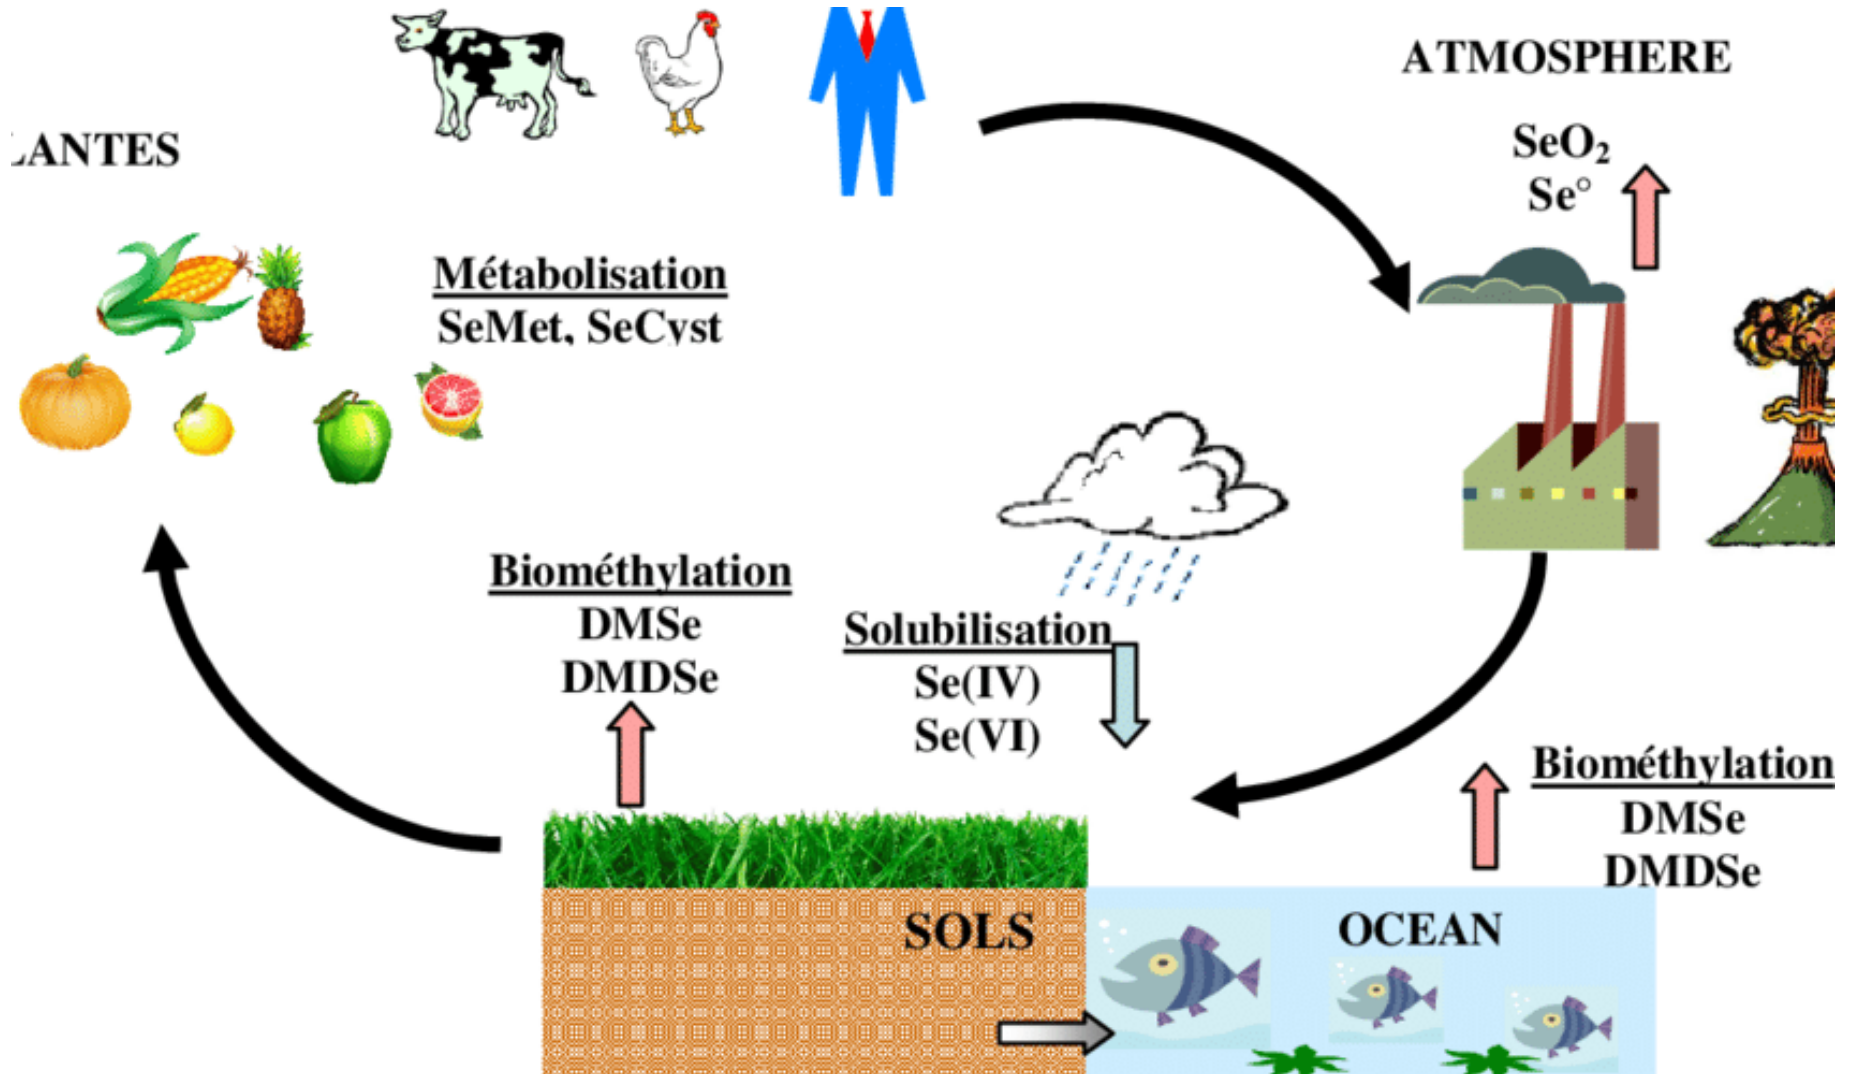 ATMOSPHERE
LANTES
SeO₂
Se°
Métabolisation
SeMet, SeCyst
Biométhylation
DMSe
DMDSe
Solubilisation
Se(IV)
Se(VI)
Biométhylation
DMSe
DMDSe
SOLS
OCEAN